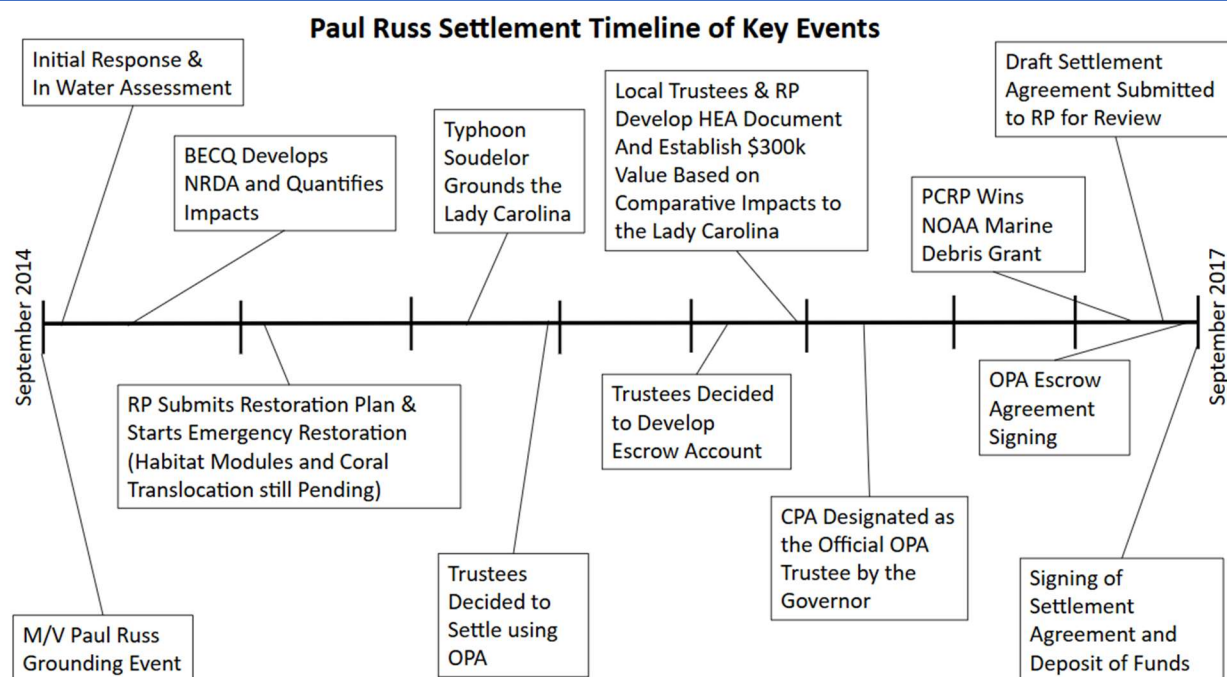 Paul Russ Settlement Timeline of Key Events
Initial Response &
In Water Assessment
BECQ Develops
NRDA and Quantifies
Impacts
Typhoon
Soudelor
Grounds the
Lady Carolina
Local Trustees & RP
Develop HEA Document
And Establish $300k
Value Based on
Comparative Impacts to
the Lady Carolina
PCRP Wins
NOAA Marine
Debris Grant
Draft Settlement
Agreement Submitted
to RP for Review
September 2014
September 2017
M/V Paul Russ
Grounding Event
RP Submits Restoration Plan &
Starts Emergency Restoration
(Habitat Modules and Coral
Translocation still Pending)
Trustees
Decided to
Settle using
OPA
Trustees Decided
to Develop
Escrow Account
CPA Designated as
the Official OPA
Trustee by the
Governor
OPA Escrow
Agreement
Signing
Signing of
Settlement
Agreement and
Deposit of Funds